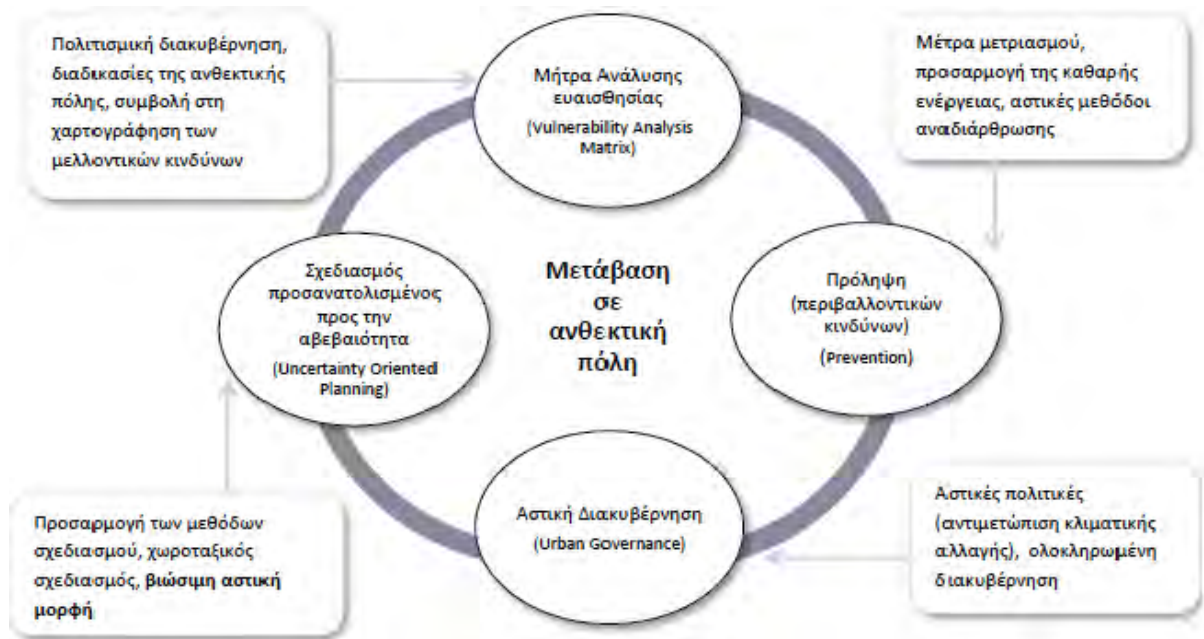 Πολιτισμική διακυβέρνηση,
διαδικασίες της ανθεκτικής
πόλης, συμβολή στη
χαρτογράφηση των
μελλοντικών κινδύνων
Μήτρα Ανάλυσης
ευαισθησίας
(Vulnerability Analysis
Matrix)
Μέτρα μετριασμού,
προσαρμογή της καθαρής
ενέργειας, αστικές μεθόδοι
αναδιάρθρωσης
Σχεδιασμός
προσανατολισμένος
προς την
αβεβαιότητα
(Uncertainty Oriented
Planning)
Μετάβαση
σε
ανθεκτική
πόλη
Πρόληψη
(περιβαλλοντικών
κινδύνων)
(Prevention)
Προσαρμογή των μεθόδων
σχεδιασμού, χωροταξικός
σχεδιασμός, βιώσιμη αστική
μορφή
Αστική Διακυβέρνηση
(Urban Governance)
Αστικές πολιτικές
(αντιμετώπιση κλιματικής
αλλαγής), ολοκληρωμένη
διακυβέρνηση